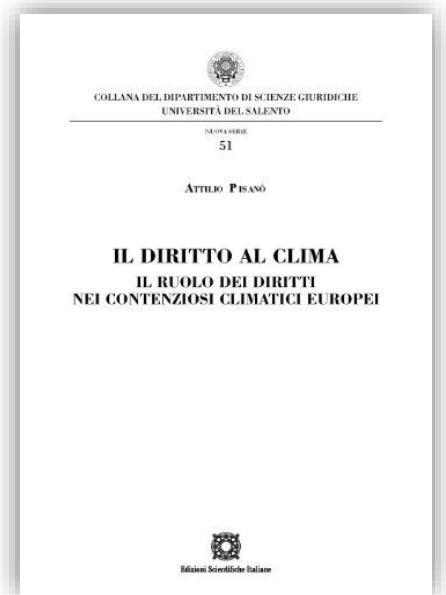 COLLANA DEL DIPARTIMENTO DI SCIENZE GIURIDICHE
UNIVERSITÀ DEL SALENTO
NUOVA SERIE
51
ATTILIO PISANÒ
IL DIRITTO AL CLIMA
IL RUOLO DEI DIRITTI
NEI CONTENZIOSI CLIMATICI EUROPEI
Edizioni Scientifiche Italiane